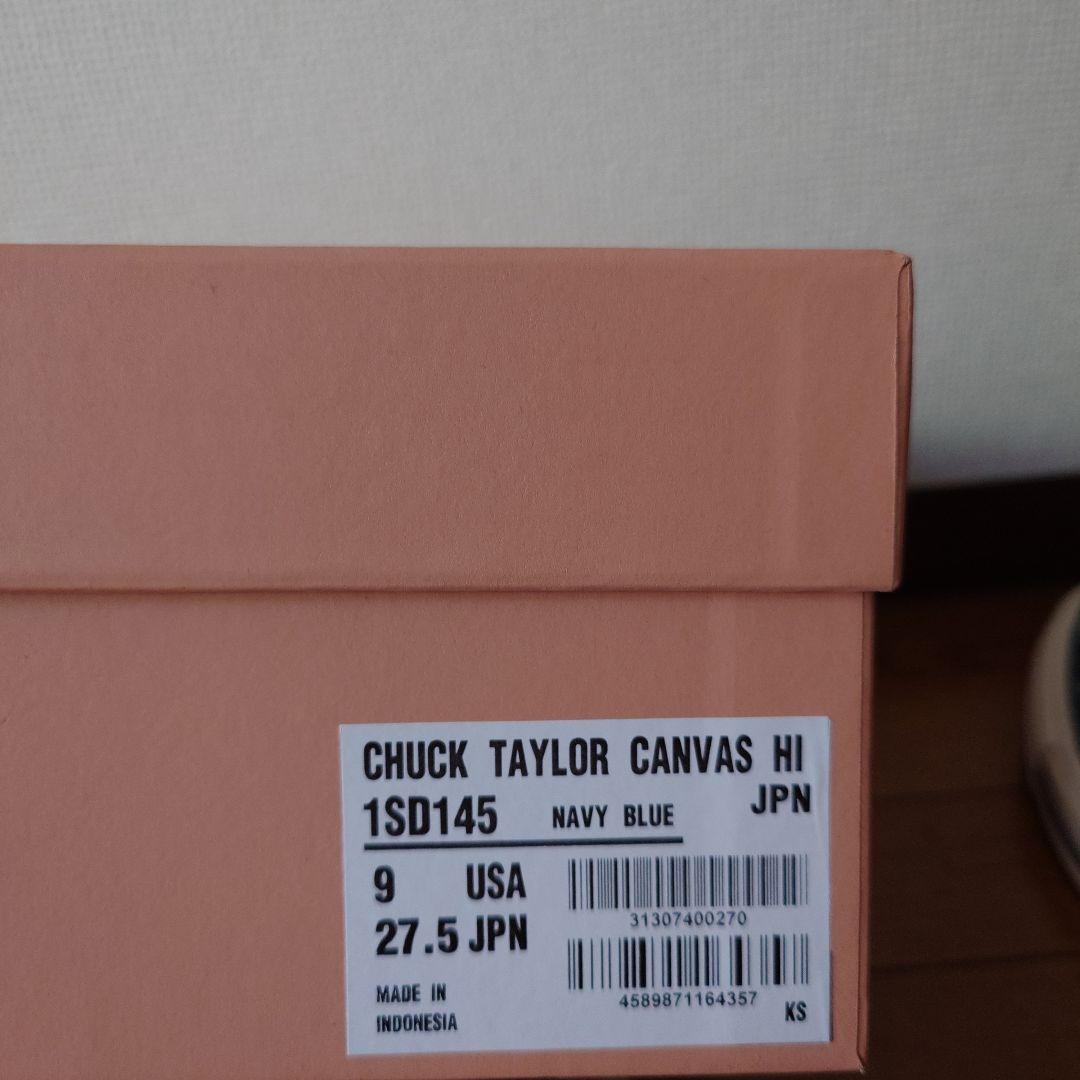 CHUCK TAYLOR CANVAS HI
1SD145 NAVY BLUE JPN
9 USA
27.5 JPN
31307400270
4589871164357
MADE IN
INDONESIA
KS